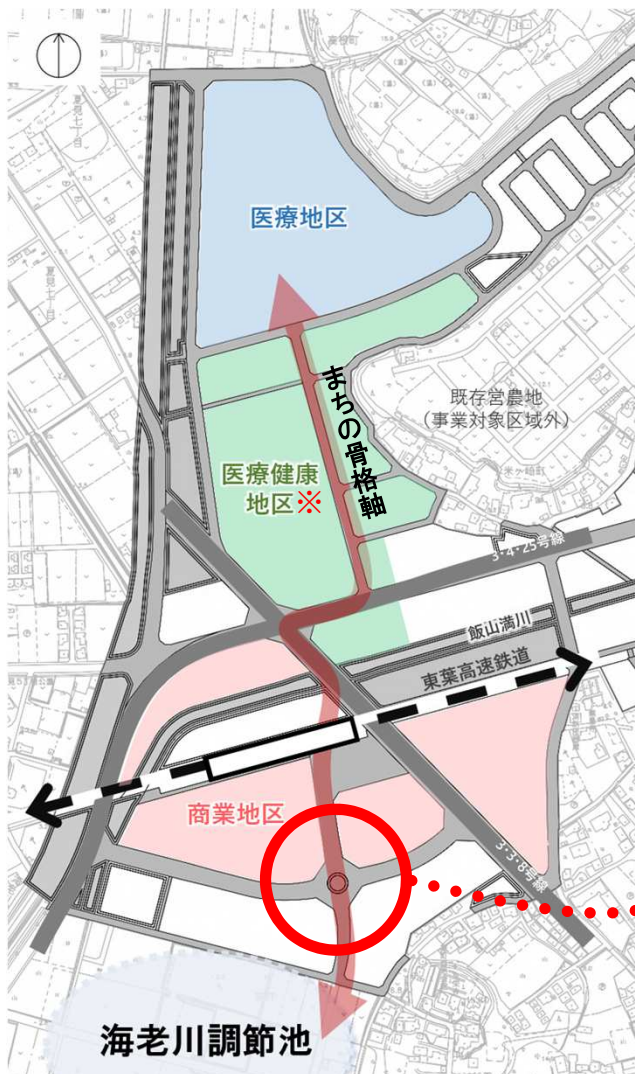 医療地区
まちの骨格軸
既存営農地
(事業対象区域外)
医療健康
地区※
3・4・25号線
飯山満川
東葉高速鉄道
商業地区
3・3・8号線
海老川調節池